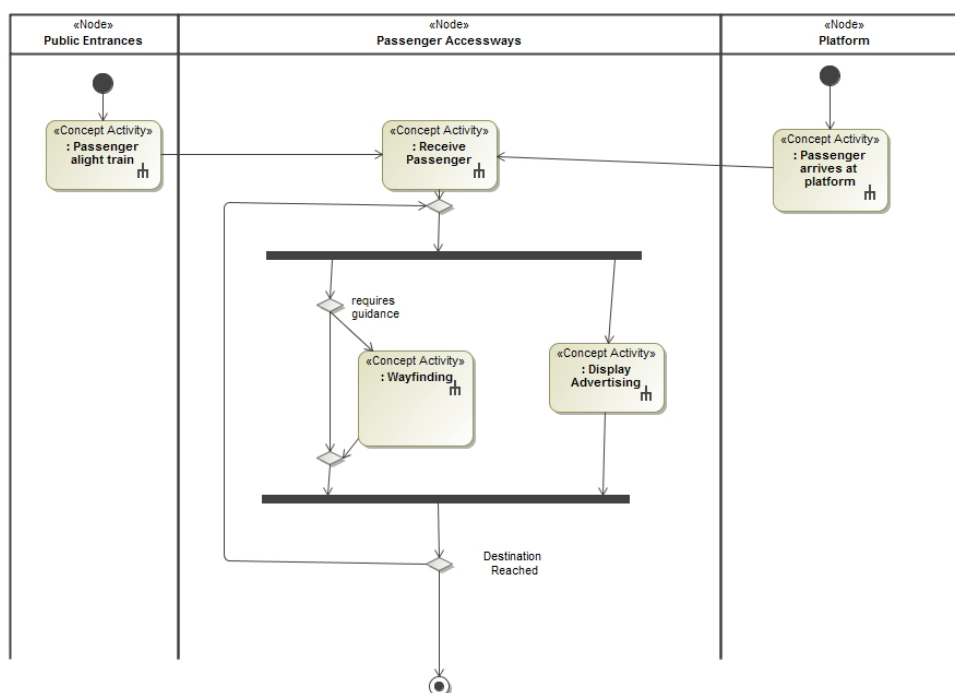 «Node»
Public Entrances
«Node»
Passenger Accessways
«Node»
Platform
«Concept Activity»
: Passenger
alight train
«Concept Activity»
: Receive
Passenger
«Concept Activity»
: Passenger
arrives at
platform
requires
guidance
«Concept Activity»
: Wayfinding
«Concept Activity»
: Display
Advertising
Destination
Reached